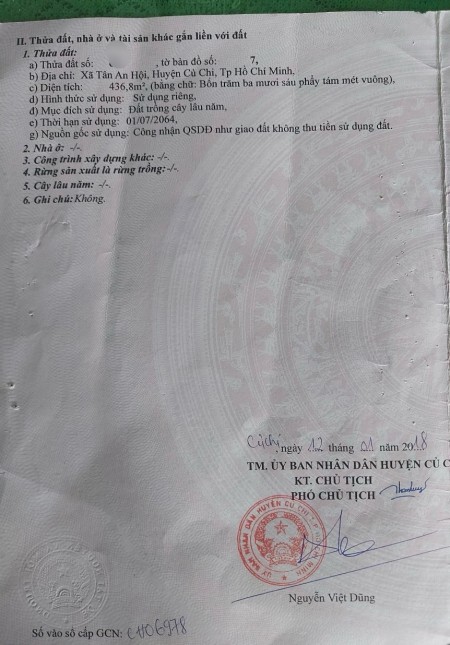 II. Thửa đất, nhà ở và tài sản khác gắn liền với đất
1. Thửa đất:
a) Thửa đất số: , tờ bản đồ số: 7,
b) Địa chỉ: Xã Tân An Hội, Huyện Củ Chi, Tp Hồ Chí Minh,
c) Diện tích: 436,8m², (bằng chữ: Bốn trăm ba mươi sáu phẩy tám mét vuông),
d) Hình thức sử dụng: Sử dụng riêng,
đ) Mục đích sử dụng: Đất trồng cây lâu năm,
e) Thời hạn sử dụng: 01/07/2064,
g) Nguồn gốc sử dụng: Công nhận QSDĐ như giao đất không thu tiền sử dụng đất.
2. Nhà ở: -/-.
3. Công trình xây dựng khác: -/-.
4. Rừng sản xuất là rừng trồng:-/-.
5. Cây lâu năm: -/-.
6. Ghi chú:Không.
Củ Chi, ngày 12 tháng 01 năm 2018
TM. ỦY BAN NHÂN DÂN HUYỆN CỦ C
KT. CHỦ TỊCH
PHÓ CHỦ TỊCH
ỦY BAN NHÂN DÂN HUYỆN CỦ CHI
Nguyễn Việt Dũng
Số vào sổ cấp GCN: CH06978